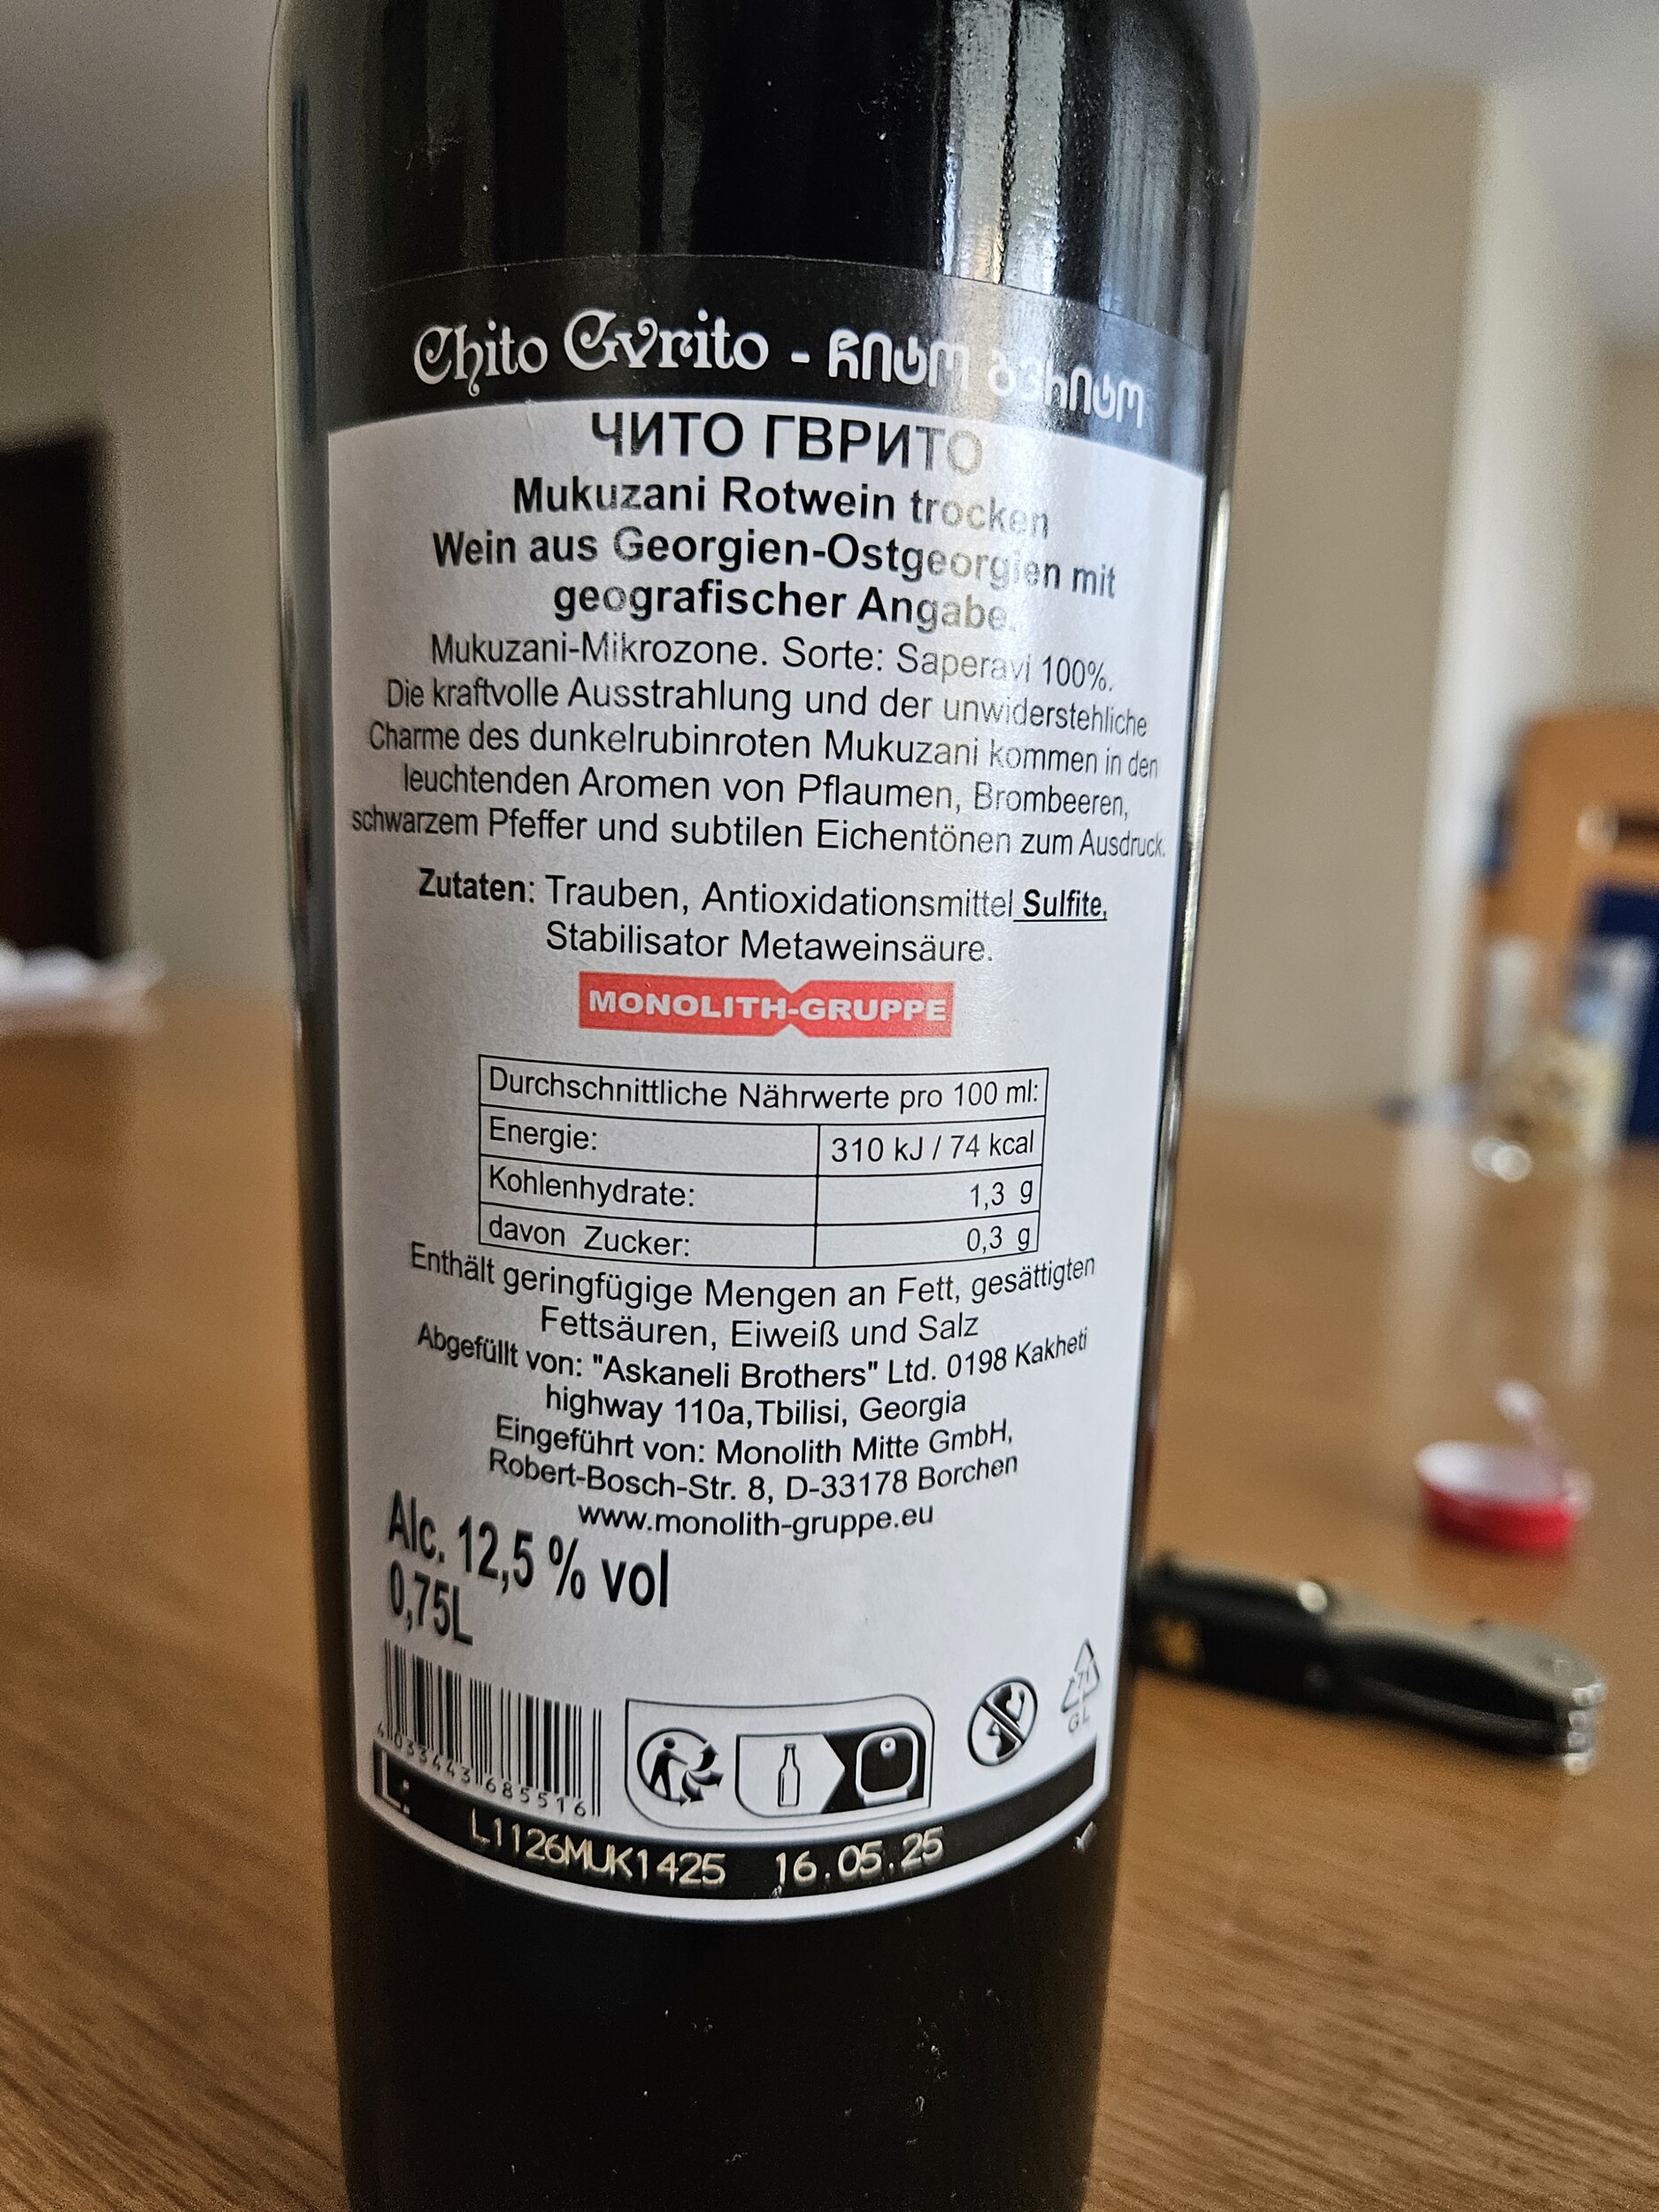 Chito Gvrito - ჩიტო გვრიტო
ЧИТО ГВРИТО
Mukuzani Rotwein trocken
Wein aus Georgien-Ostgeorgien mit
geografischer Angabe.
Mukuzani-Mikrozone. Sorte: Saperavi 100%.
Die kraftvolle Ausstrahlung und der unwiderstehliche
Charme des dunkelrubinroten Mukuzani kommen in den
leuchtenden Aromen von Pflaumen, Brombeeren,
schwarzem Pfeffer und subtilen Eichentönen zum Ausdruck.
Zutaten: Trauben, Antioxidationsmittel Sulfite,
Stabilisator Metaweinsäure.
MONOLITH-GRUPPE
Durchschnittliche Nährwerte pro 100 ml:
Energie: 310 kJ / 74 kcal
Kohlenhydrate: 1,3 g
davon Zucker: 0,3 g
Enthält geringfügige Mengen an Fett, gesättigten
Fettsäuren, Eiweiß und Salz
Abgefüllt von: "Askaneli Brothers" Ltd. 0198 Kakheti
highway 110a,Tbilisi, Georgia
Eingeführt von: Monolith Mitte GmbH,
Robert-Bosch-Str. 8, D-33178 Borchen
www.monolith-gruppe.eu
Alc. 12,5 % vol
0,75L
4 033443 685516
71
GL
L:
L1126MUK1425 16.05.25